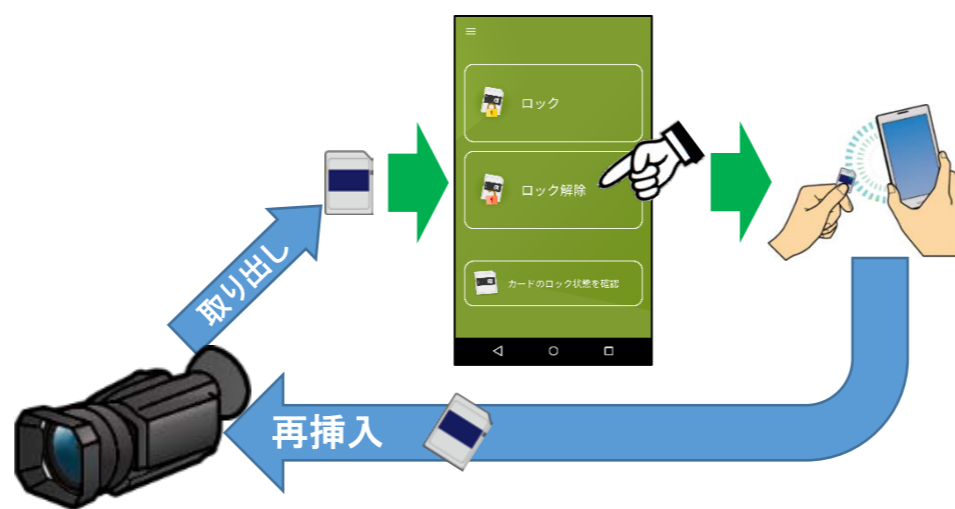 ロック
ロック解除
カードのロック状態を確認
取り出し
再挿入